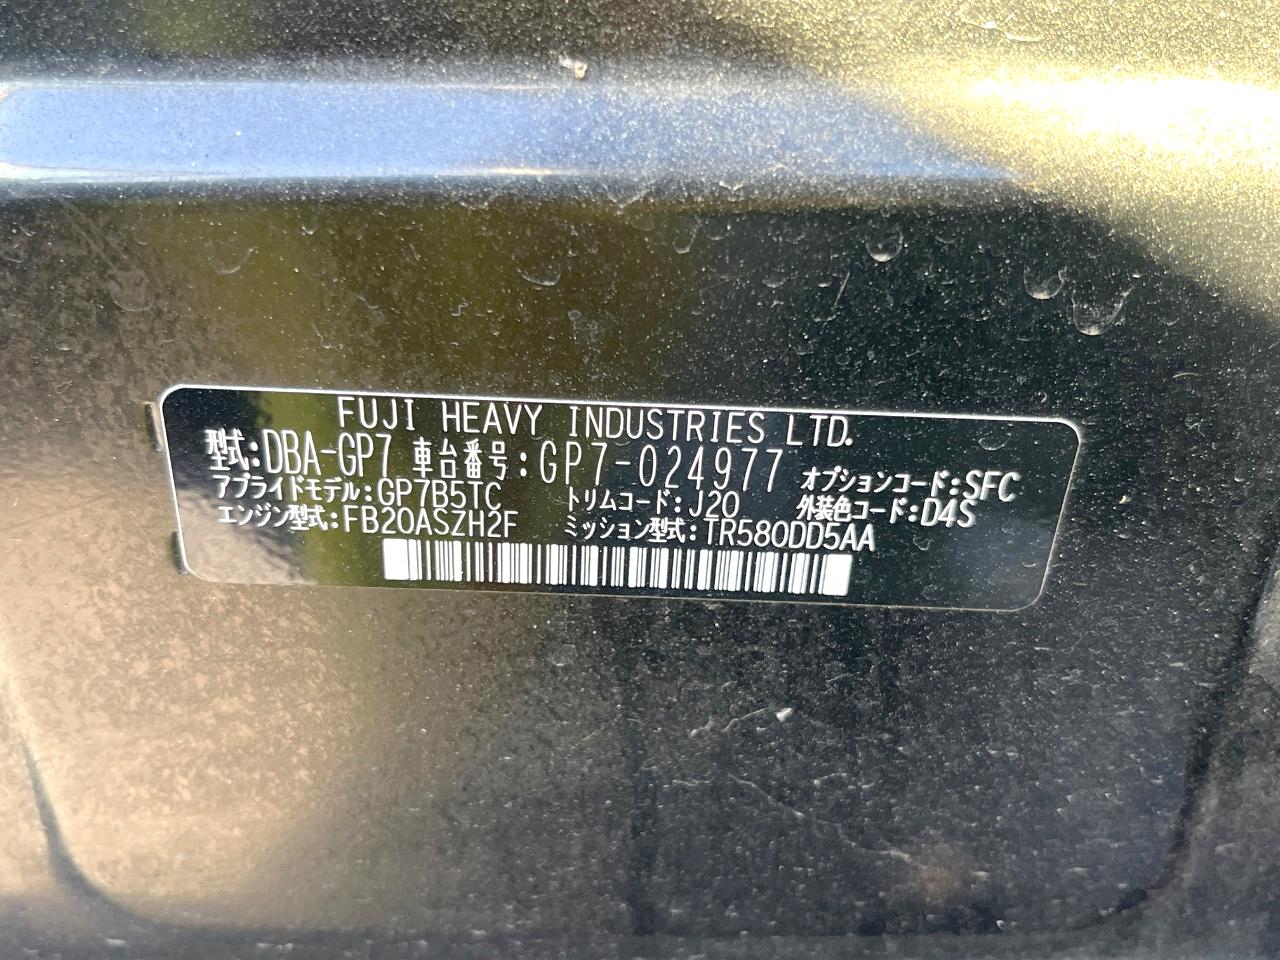 FUJI HEAVY INDUSTRIES LTD.
型式:DBA-GP7 車台番号:GP7-024977 オプションコード:SFC
アプライドモデル:GP7B5TC トリムコード:J20 外装色コード:D4S
エンジン型式:FB20ASZH2F ミッション型式:TR580DD5AA